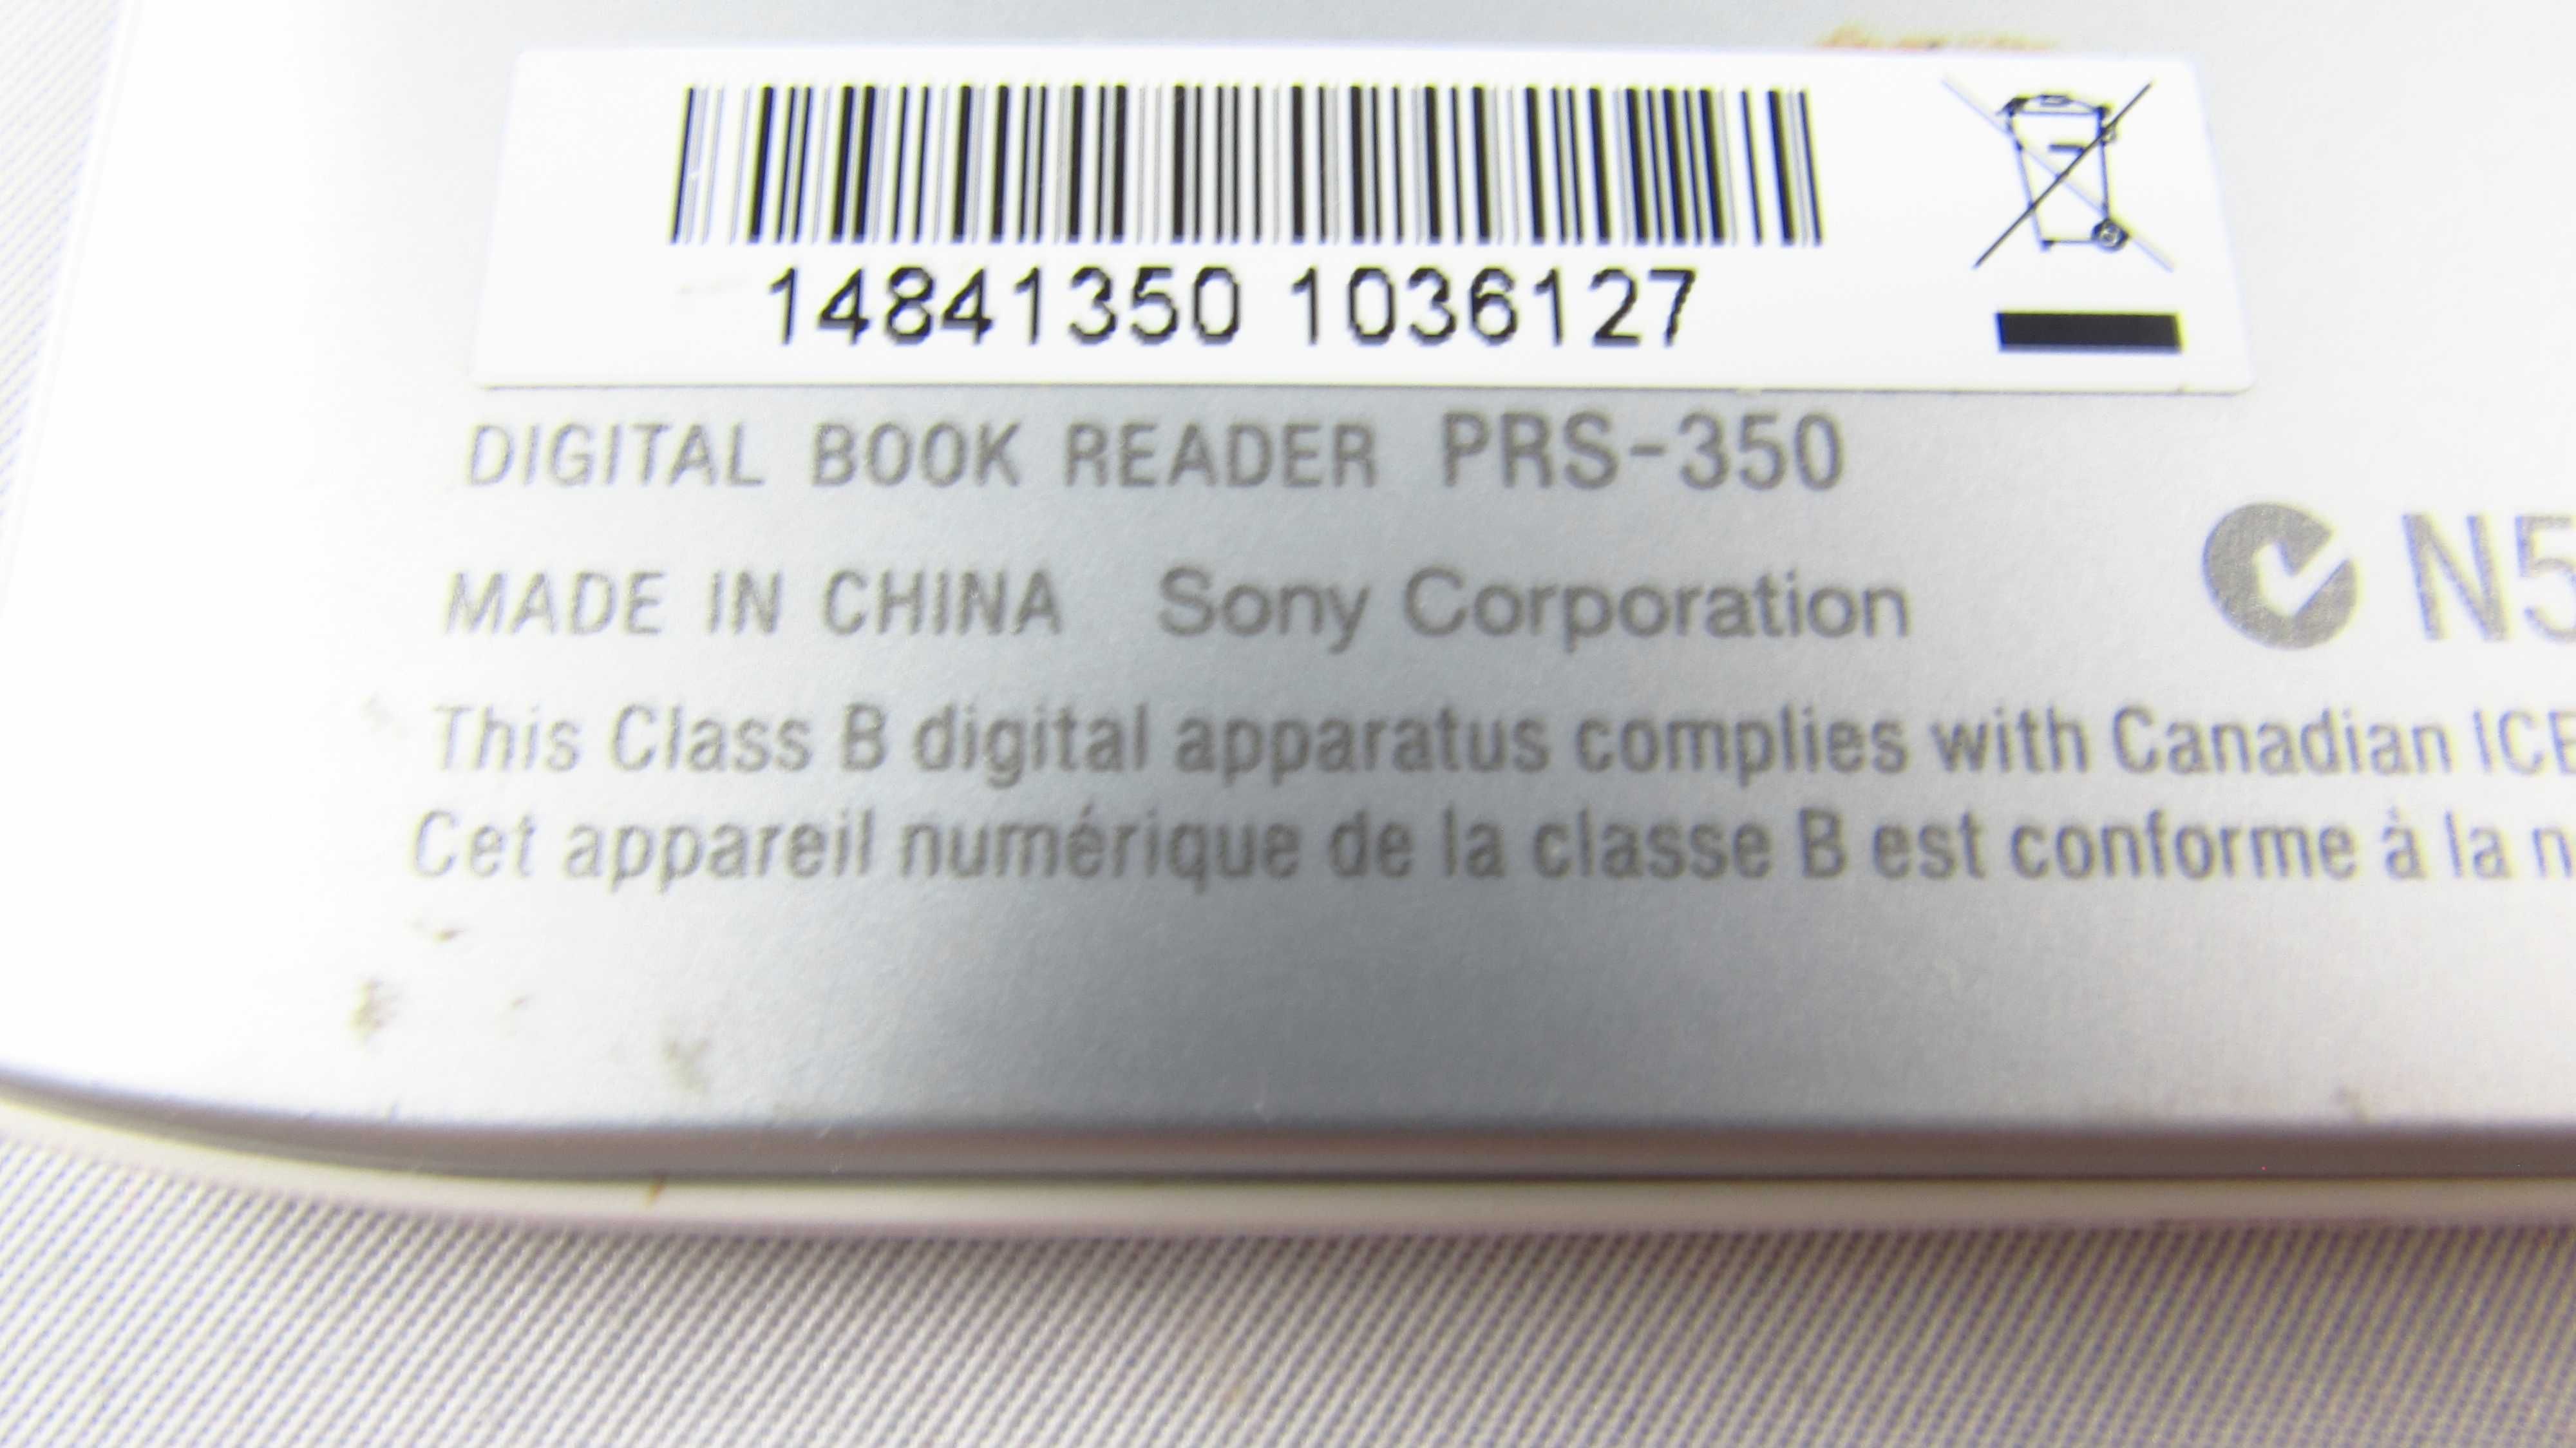 14841350 1036127
DIGITAL BOOK READER PRS-350
MADE IN CHINA Sony Corporation
N5
This Class B digital apparatus complies with Canadian ICE
Cet appareil numérique de la classe B est conforme à la n